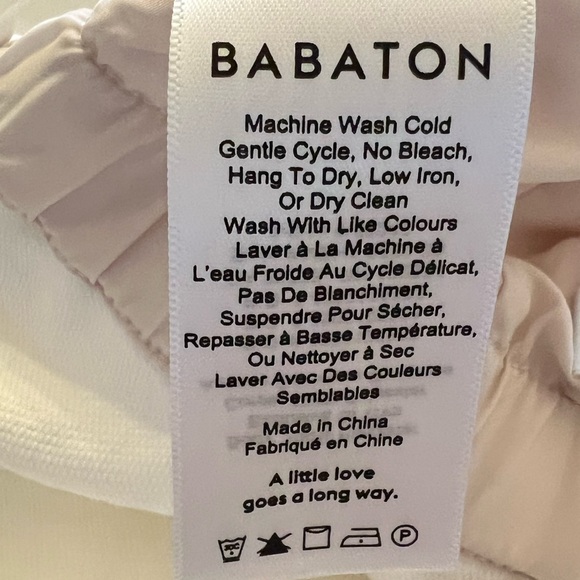 BABATON
Machine Wash Cold
Gentle Cycle, No Bleach,
Hang To Dry, Low Iron,
Or Dry Clean
Wash With Like Colours
Laver à La Machine à
L'eau Froide Au Cycle Délicat,
Pas De Blanchiment,
Suspendre Pour Sécher,
Repasser à Basse Température,
Ou Nettoyer à Sec
Laver Avec Des Couleurs
Semblables
Made in China
Fabriqué en Chine
A little love
goes a long way.
30C P